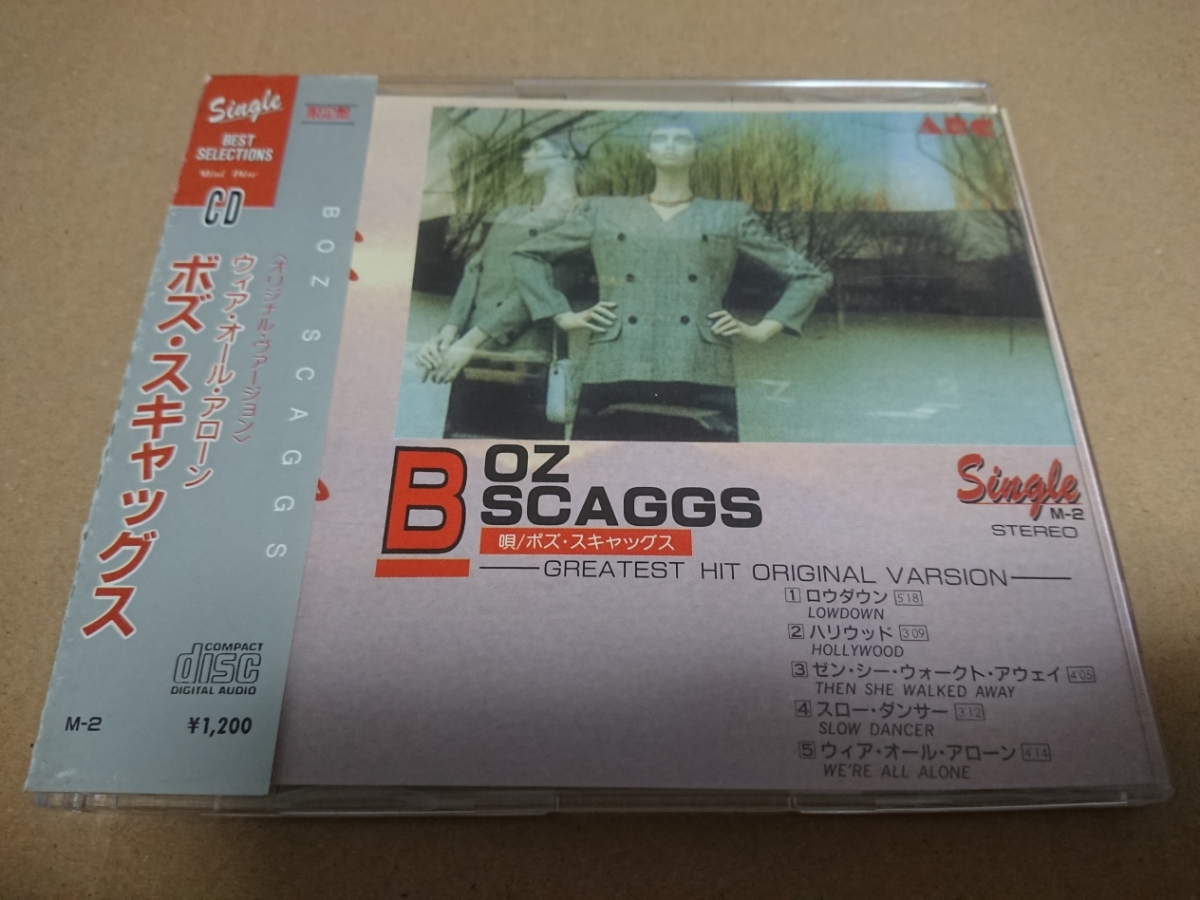 Single
BEST
SELECTIONS
Mini Disc
CD
限定盤
BOZ SCAGGS
〈オリジナル・ヴァージョン〉
ウィア・オール・アローン
ボズ・スキャッグス
COMPACT
disc
DIGITAL AUDIO
M-2
¥1,200
BOZ
SCAGGS
唄/ボズ・スキャッグス
Single
M-2
STEREO
GREATEST HIT ORIGINAL VARSION
1 ロウダウン 5:18
LOWDOWN
2 ハリウッド 3:09
HOLLYWOOD
3 ゼン・シー・ウォークト・アウェイ 4:05
THEN SHE WALKED AWAY
4 スロー・ダンサー 3:12
SLOW DANCER
5 ウィア・オール・アローン 4:14
WE'RE ALL ALONE